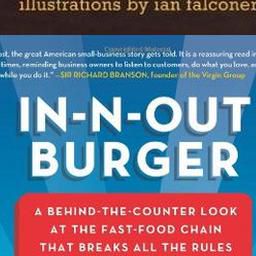 illustrations by ian falconer
Copyrighted Material
ost, the great American small-business story gets told. It is a reassuring read in
times, reminding business owners to listen to customers, do what you love, a
while you do it." —SIR RICHARD BRANSON, founder of the Virgin Group
IN-N-OUT
BURGER
A BEHIND-THE-COUNTER LOOK
AT THE FAST-FOOD CHAIN
THAT BREAKS ALL THE RULES